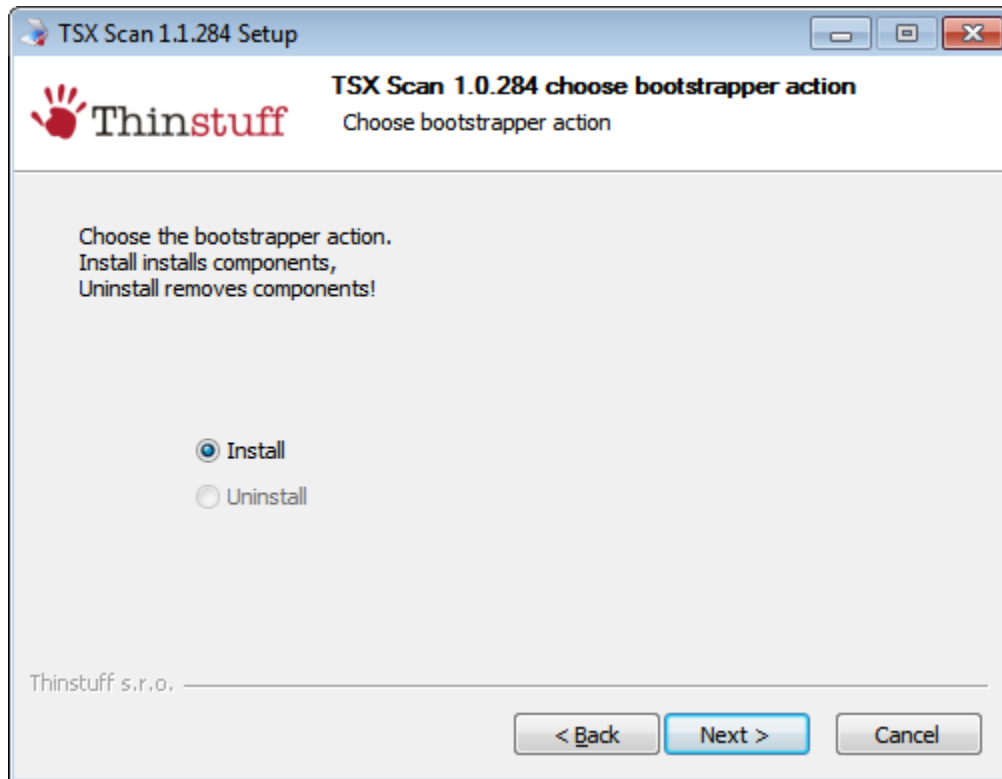 TSX Scan 1.1.284 Setup
Thinstuff
TSX Scan 1.0.284 choose bootstrapper action
Choose bootstrapper action
Choose the bootstrapper action.
Install installs components,
Uninstall removes components!
Install
Uninstall
Thinstuff s.r.o.
< Back Next > Cancel